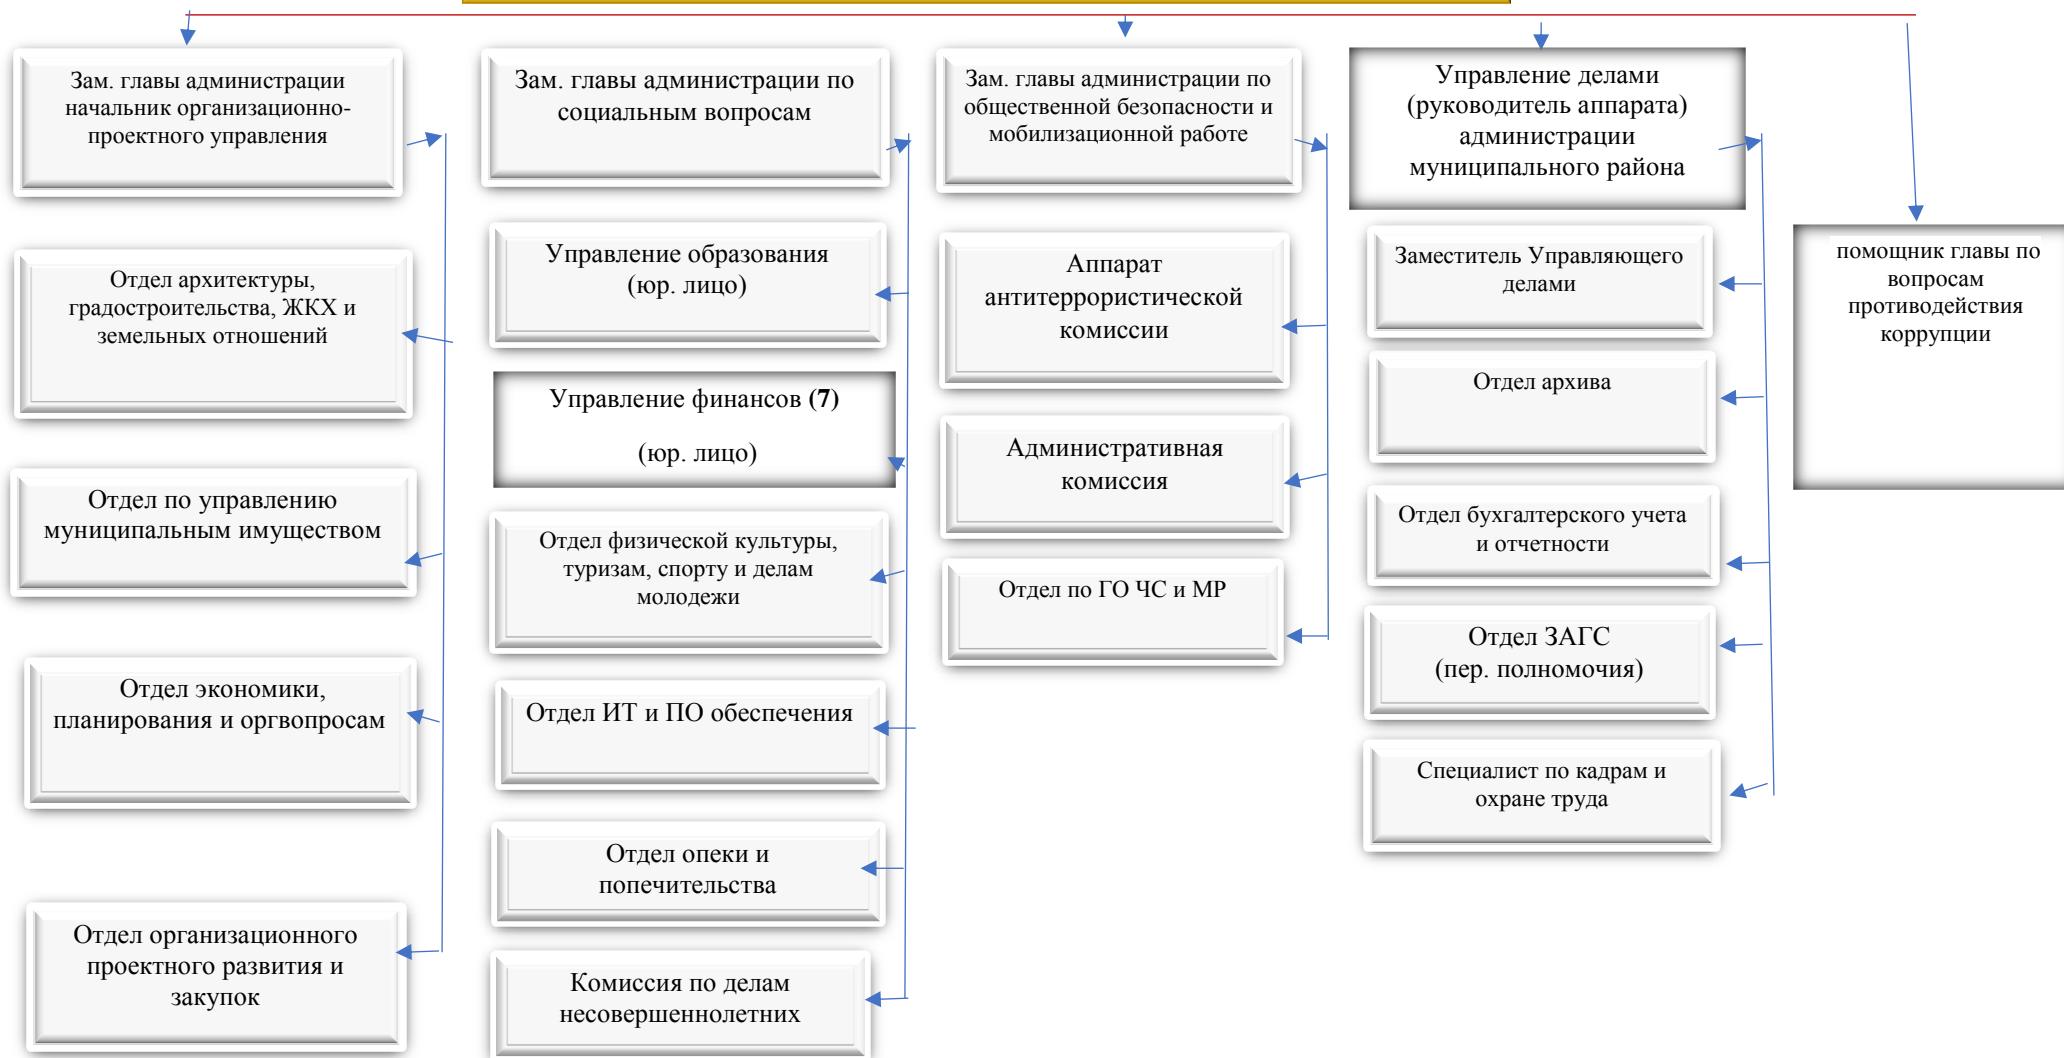 Зам. главы администрации
начальник организационно-
проектного управления
Отдел архитектуры,
градостроительства, ЖКХ и
земельных отношений
Отдел по управлению
муниципальным имуществом
Отдел экономики,
планирования и оргвопросам
Отдел организационного
проектного развития и
закупок
Зам. главы администрации по
социальным вопросам
Управление образования
(юр. лицо)
Управление финансов (7)
(юр. лицо)
Отдел физической культуры,
туризам, спорту и делам
молодежи
Отдел ИТ и ПО обеспечения
Отдел опеки и
попечительства
Комиссия по делам
несовершеннолетних
Зам. главы администрации по
общественной безопасности и
мобилизационной работе
Аппарат
антитеррористической
комиссии
Административная
комиссия
Отдел по ГО ЧС и МР
Управление делами
(руководитель аппарата)
администрации
муниципального района
Заместитель Управляющего
делами
Отдел архива
Отдел бухгалтерского учета
и отчетности
Отдел ЗАГС
(пер. полномочия)
Специалист по кадрам и
охране труда
помощник главы по
вопросам
противодействия
коррупции